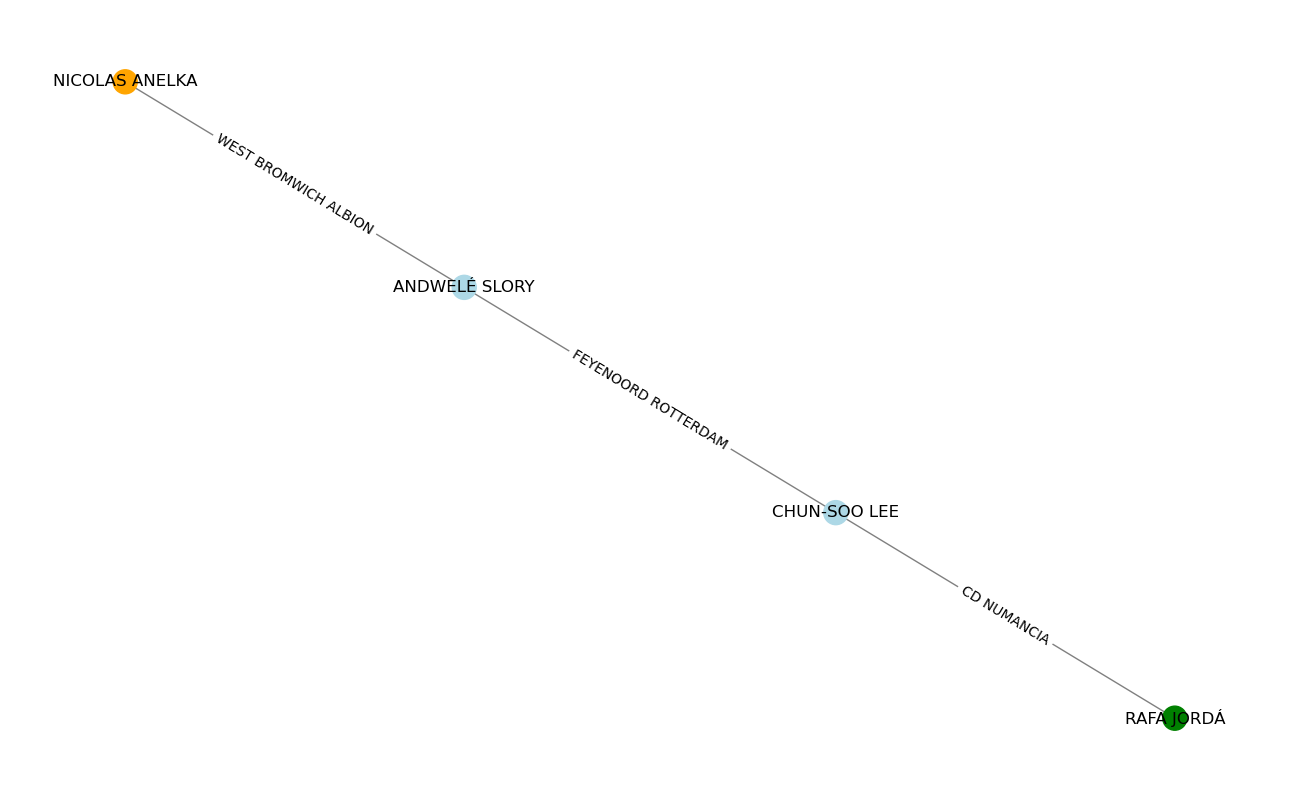 NICOLAS ANELKA
WEST BROMWICH ALBION
ANDWELÉ SLORY
FEYENOORD ROTTERDAM
CHUN-SOO LEE
CD NUMANCIA
RAFA JORDÁ